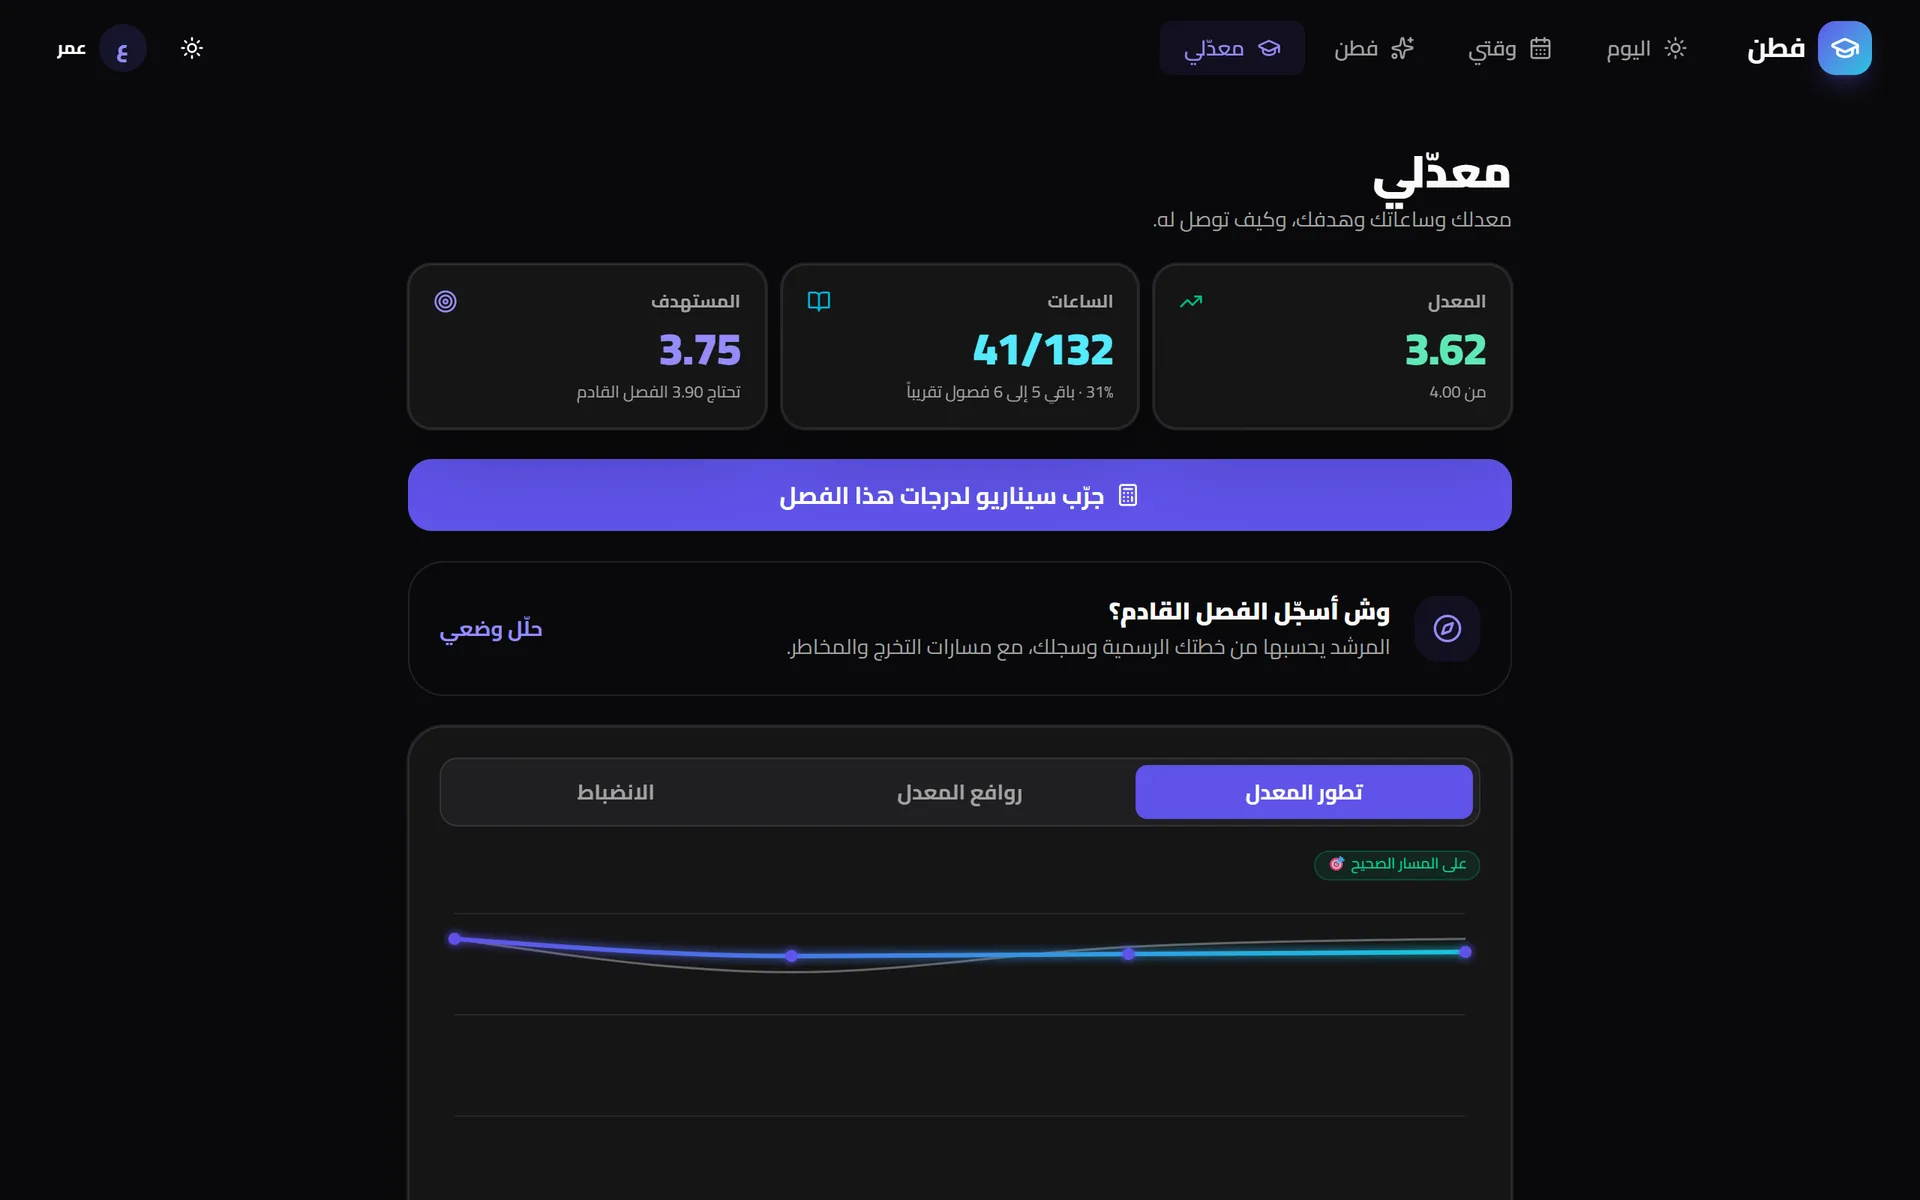 فطن
اليوم
وقتي
فطن
معدّلي
ع
عمر
معدّلي
معدلك وساعاتك وهدفك، وكيف توصل له.
المعدل
3.62
من 4.00
الساعات
41/132
31% · باقي 5 إلى 6 فصول تقريباً
المستهدف
3.75
تحتاج 3.90 الفصل القادم
جرّب سيناريو لدرجات هذا الفصل
وش أسجّل الفصل القادم؟
المرشد يحسبها من خطتك الرسمية وسجلك، مع مسارات التخرج والمخاطر.
حلّل وضعي
تطور المعدل
روافع المعدل
الانضباط
على المسار الصحيح 🎯